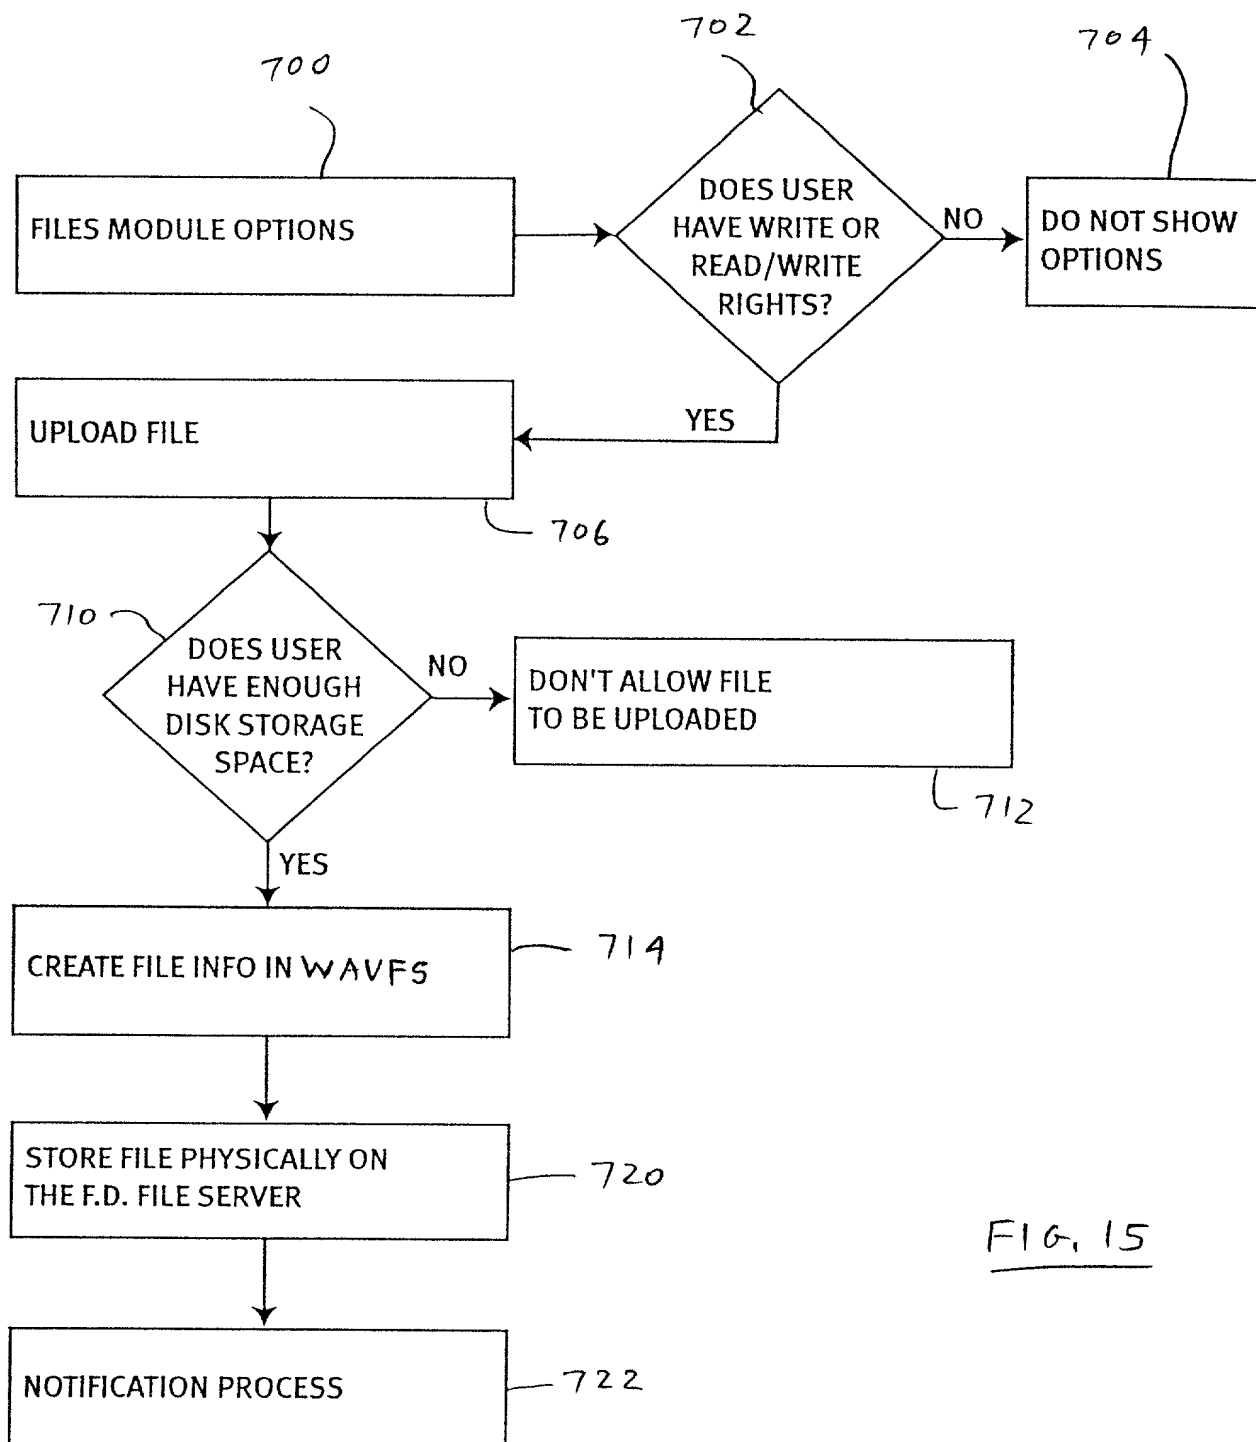 700
702
704
FILES MODULE OPTIONS
DOES USER
HAVE WRITE OR
READ/WRITE
RIGHTS?
NO
DO NOT SHOW
OPTIONS
YES
UPLOAD FILE
706
710
DOES USER
HAVE ENOUGH
DISK STORAGE
SPACE?
NO
DON'T ALLOW FILE
TO BE UPLOADED
712
YES
CREATE FILE INFO IN WAVFS
714
STORE FILE PHYSICALLY ON
THE F.D. FILE SERVER
720
FIG. 15
NOTIFICATION PROCESS
722